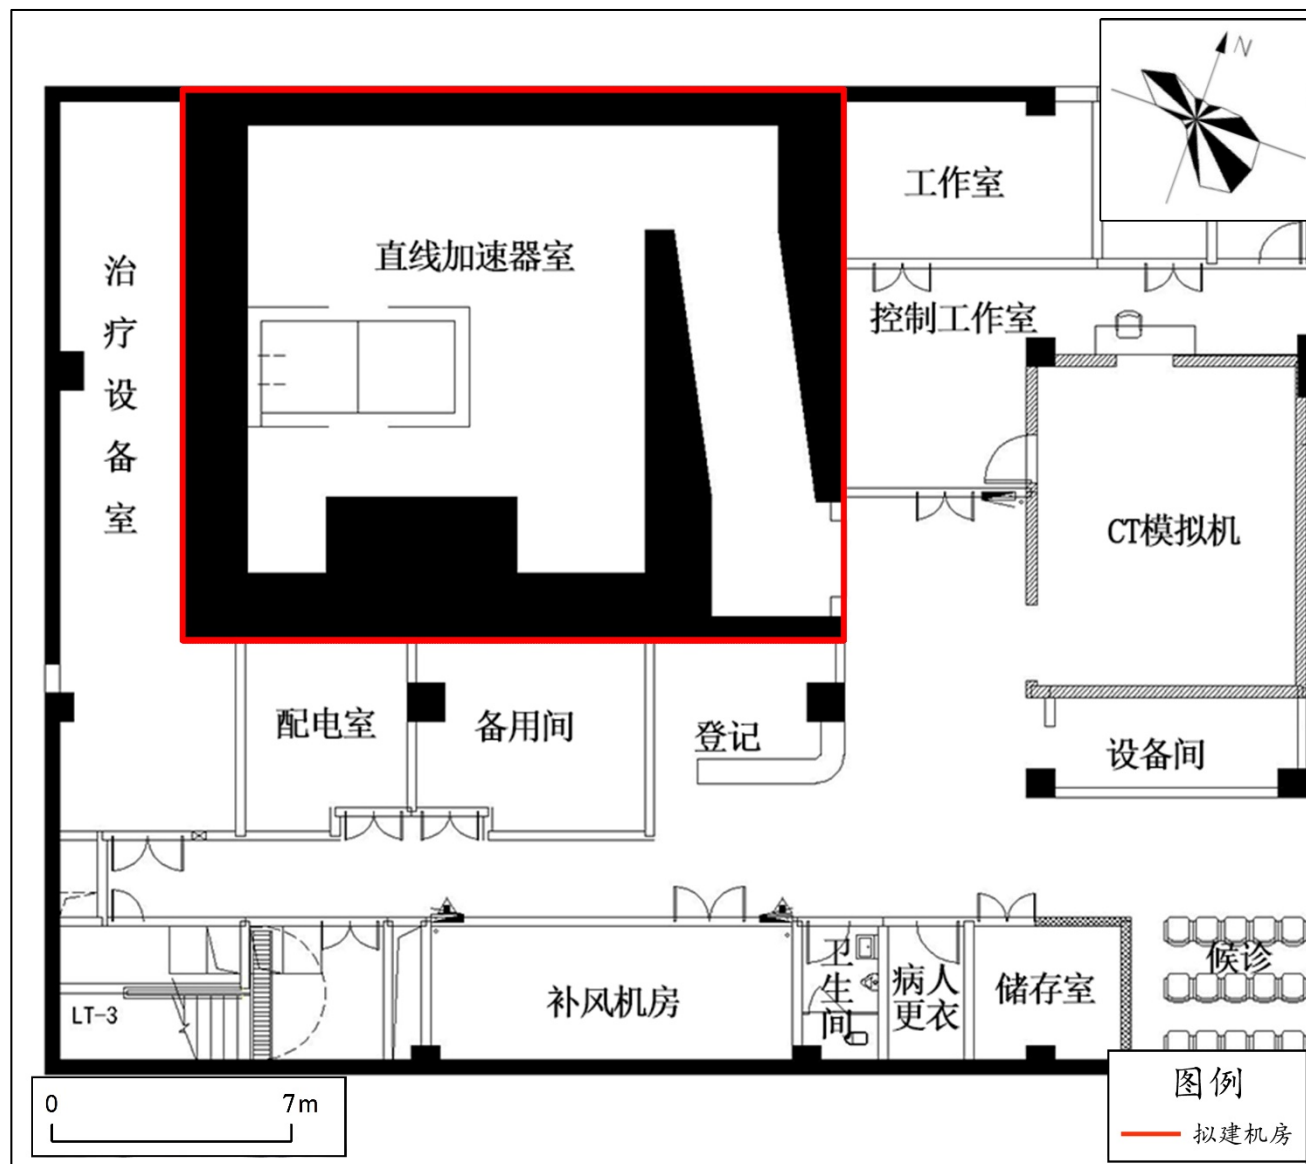 N
工作室
直线加速器室
治疗设备室
控制工作室
CT模拟机
配电室
备用间
登记
设备间
候诊
卫生间
病人
更衣
储存室
补风机房
LT-3
图例
拟建机房
0
7m